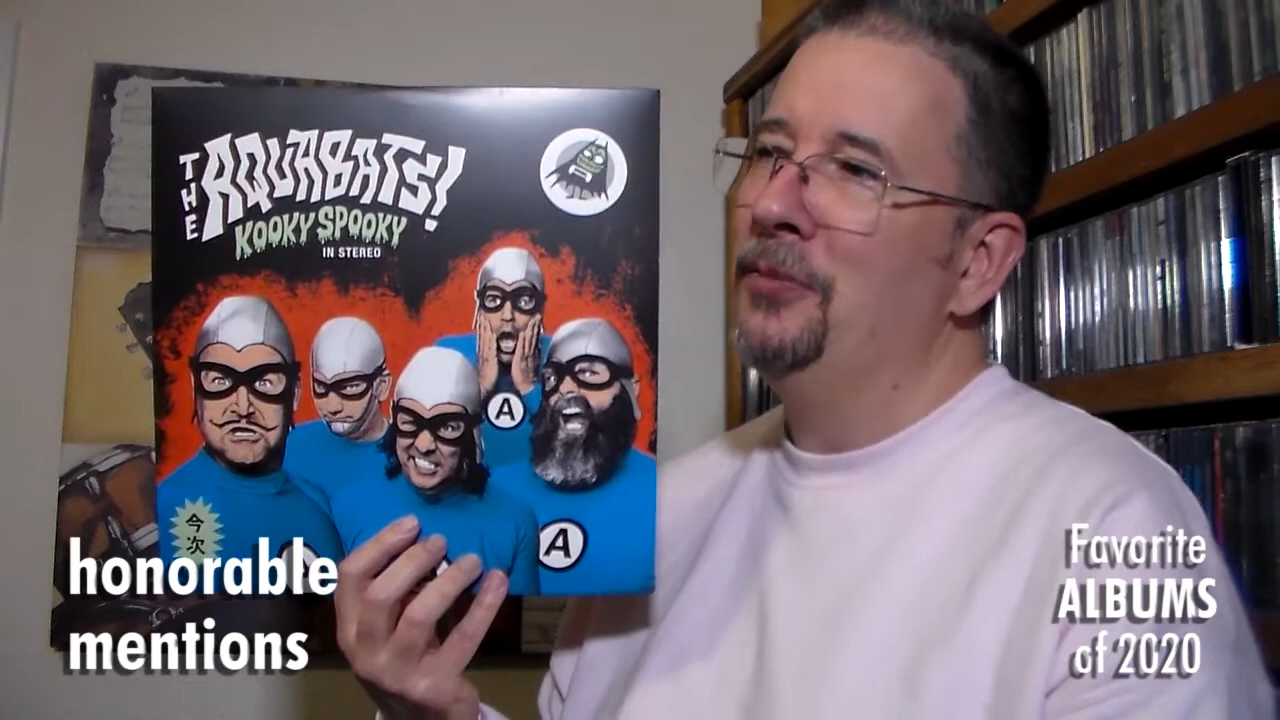 THE
AQUABATS!
KOOKY SPOOKY
IN STEREO
A
A
今
次
honorable
mentions
Favorite
ALBUMS
of 2020